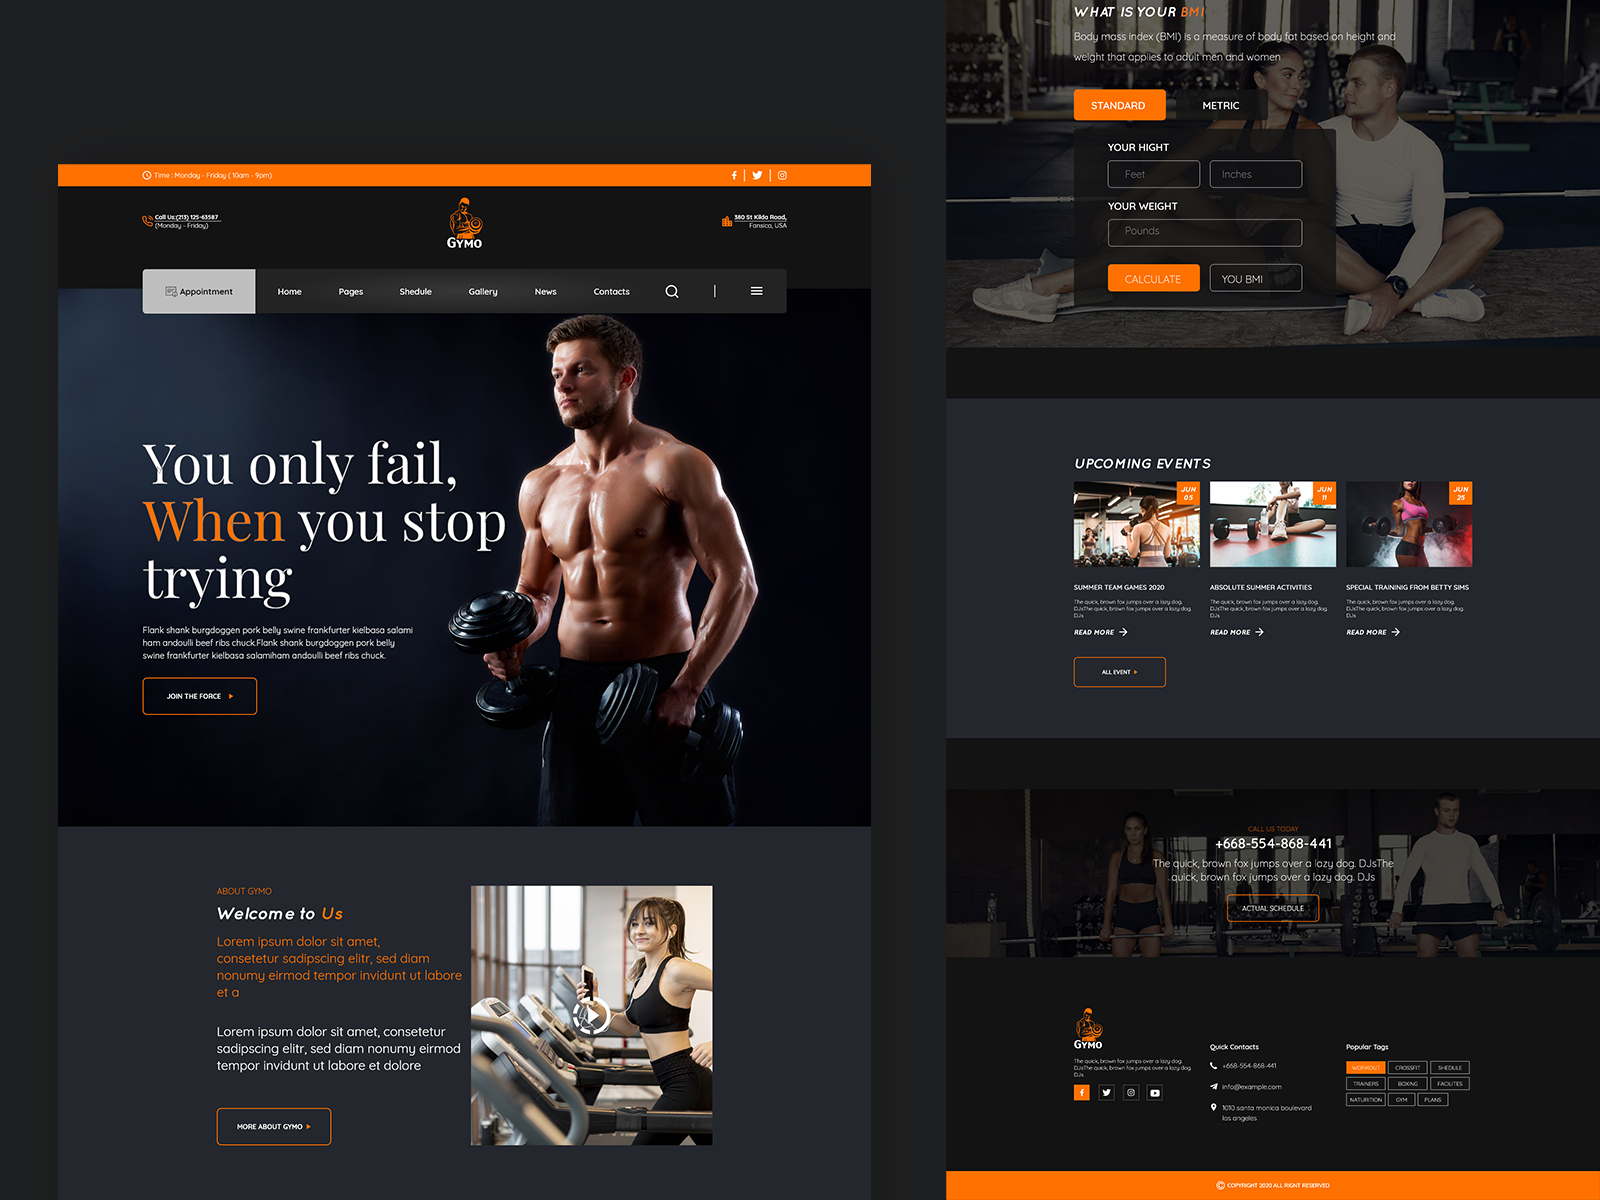 Time : Monday - Friday ( 10am - 9pm)
Call Us:(213) 125-63587
(Monday - Friday)
GYMO
380 St Kilda Road,
Fansico, USA
Appointment
Home
Pages
Shedule
Gallery
News
Contacts
You only fail,
When you stop
trying
Flank shank burgdoggen pork belly swine frankfurter kielbasa salami
ham andoulli beef ribs chuck.Flank shank burgdoggen pork belly
swine frankfurter kielbasa salamiham andoulli beef ribs chuck.
JOIN THE FORCE
ABOUT GYMO
Welcome to Us
Lorem ipsum dolor sit amet,
consetetur sadipscing elitr, sed diam
nonumy eirmod tempor invidunt ut labore
et a
Lorem ipsum dolor sit amet, consetetur
sadipscing elitr, sed diam nonumy eirmod
tempor invidunt ut labore et dolore
MORE ABOUT GYMO
WHAT IS YOUR BMI
Body mass index (BMI) is a measure of body fat based on height and
weight that applies to adult men and women
STANDARD
METRIC
YOUR HIGHT
Feet
Inches
YOUR WEIGHT
Pounds
CALCULATE
YOU BMI
UPCOMING EVENTS
JUN
05
JUN
11
JUN
25
SUMMER TEAM GAMES 2020
The quick, brown fox jumps over a lazy dog.
DJsThe quick, brown fox jumps over a lazy dog.
DJs
READ MORE
ABSOLUTE SUMMER ACTIVITIES
The quick, brown fox jumps over a lazy dog.
DJsThe quick, brown fox jumps over a lazy dog.
DJs
READ MORE
SPECIAL TRAINING FROM BETTY SIMS
The quick, brown fox jumps over a lazy dog.
DJsThe quick, brown fox jumps over a lazy dog.
DJs
READ MORE
ALL EVENT
CALL US TODAY
+668-554-868-441
The quick, brown fox jumps over a lazy dog. DJsThe
quick, brown fox jumps over a lazy dog. DJs
ACTUAL SCHEDULE
GYMO
The quick, brown fox jumps over a lazy dog.
DJsThe quick, brown fox jumps over a lazy dog.
DJs
Quick Contacts
+668-554-868-441
info@example.com
1010 santa monica boulevard
los angeles
Popular Tags
WORKOUT
CROSSFIT
SHEDULE
TRAINERS
BOXING
FACILITES
NATURITION
GYM
PLANS
COPYRIGHT 2020 ALL RIGNT RESERVED